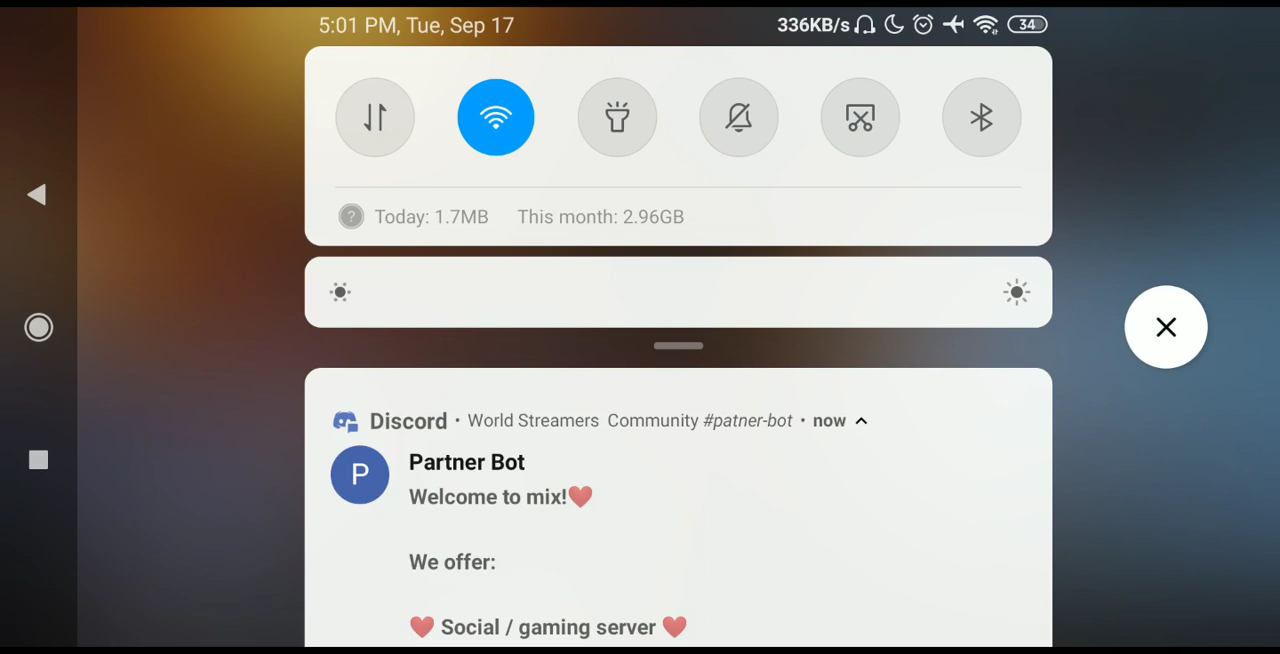 5:01 PM, Tue, Sep 17 336KB/s 34
Today: 1.7MB This month: 2.96GB
Discord • World Streamers Community #patner-bot • now
P
Partner Bot
Welcome to mix!❤️
We offer:
❤️ Social / gaming server ❤️